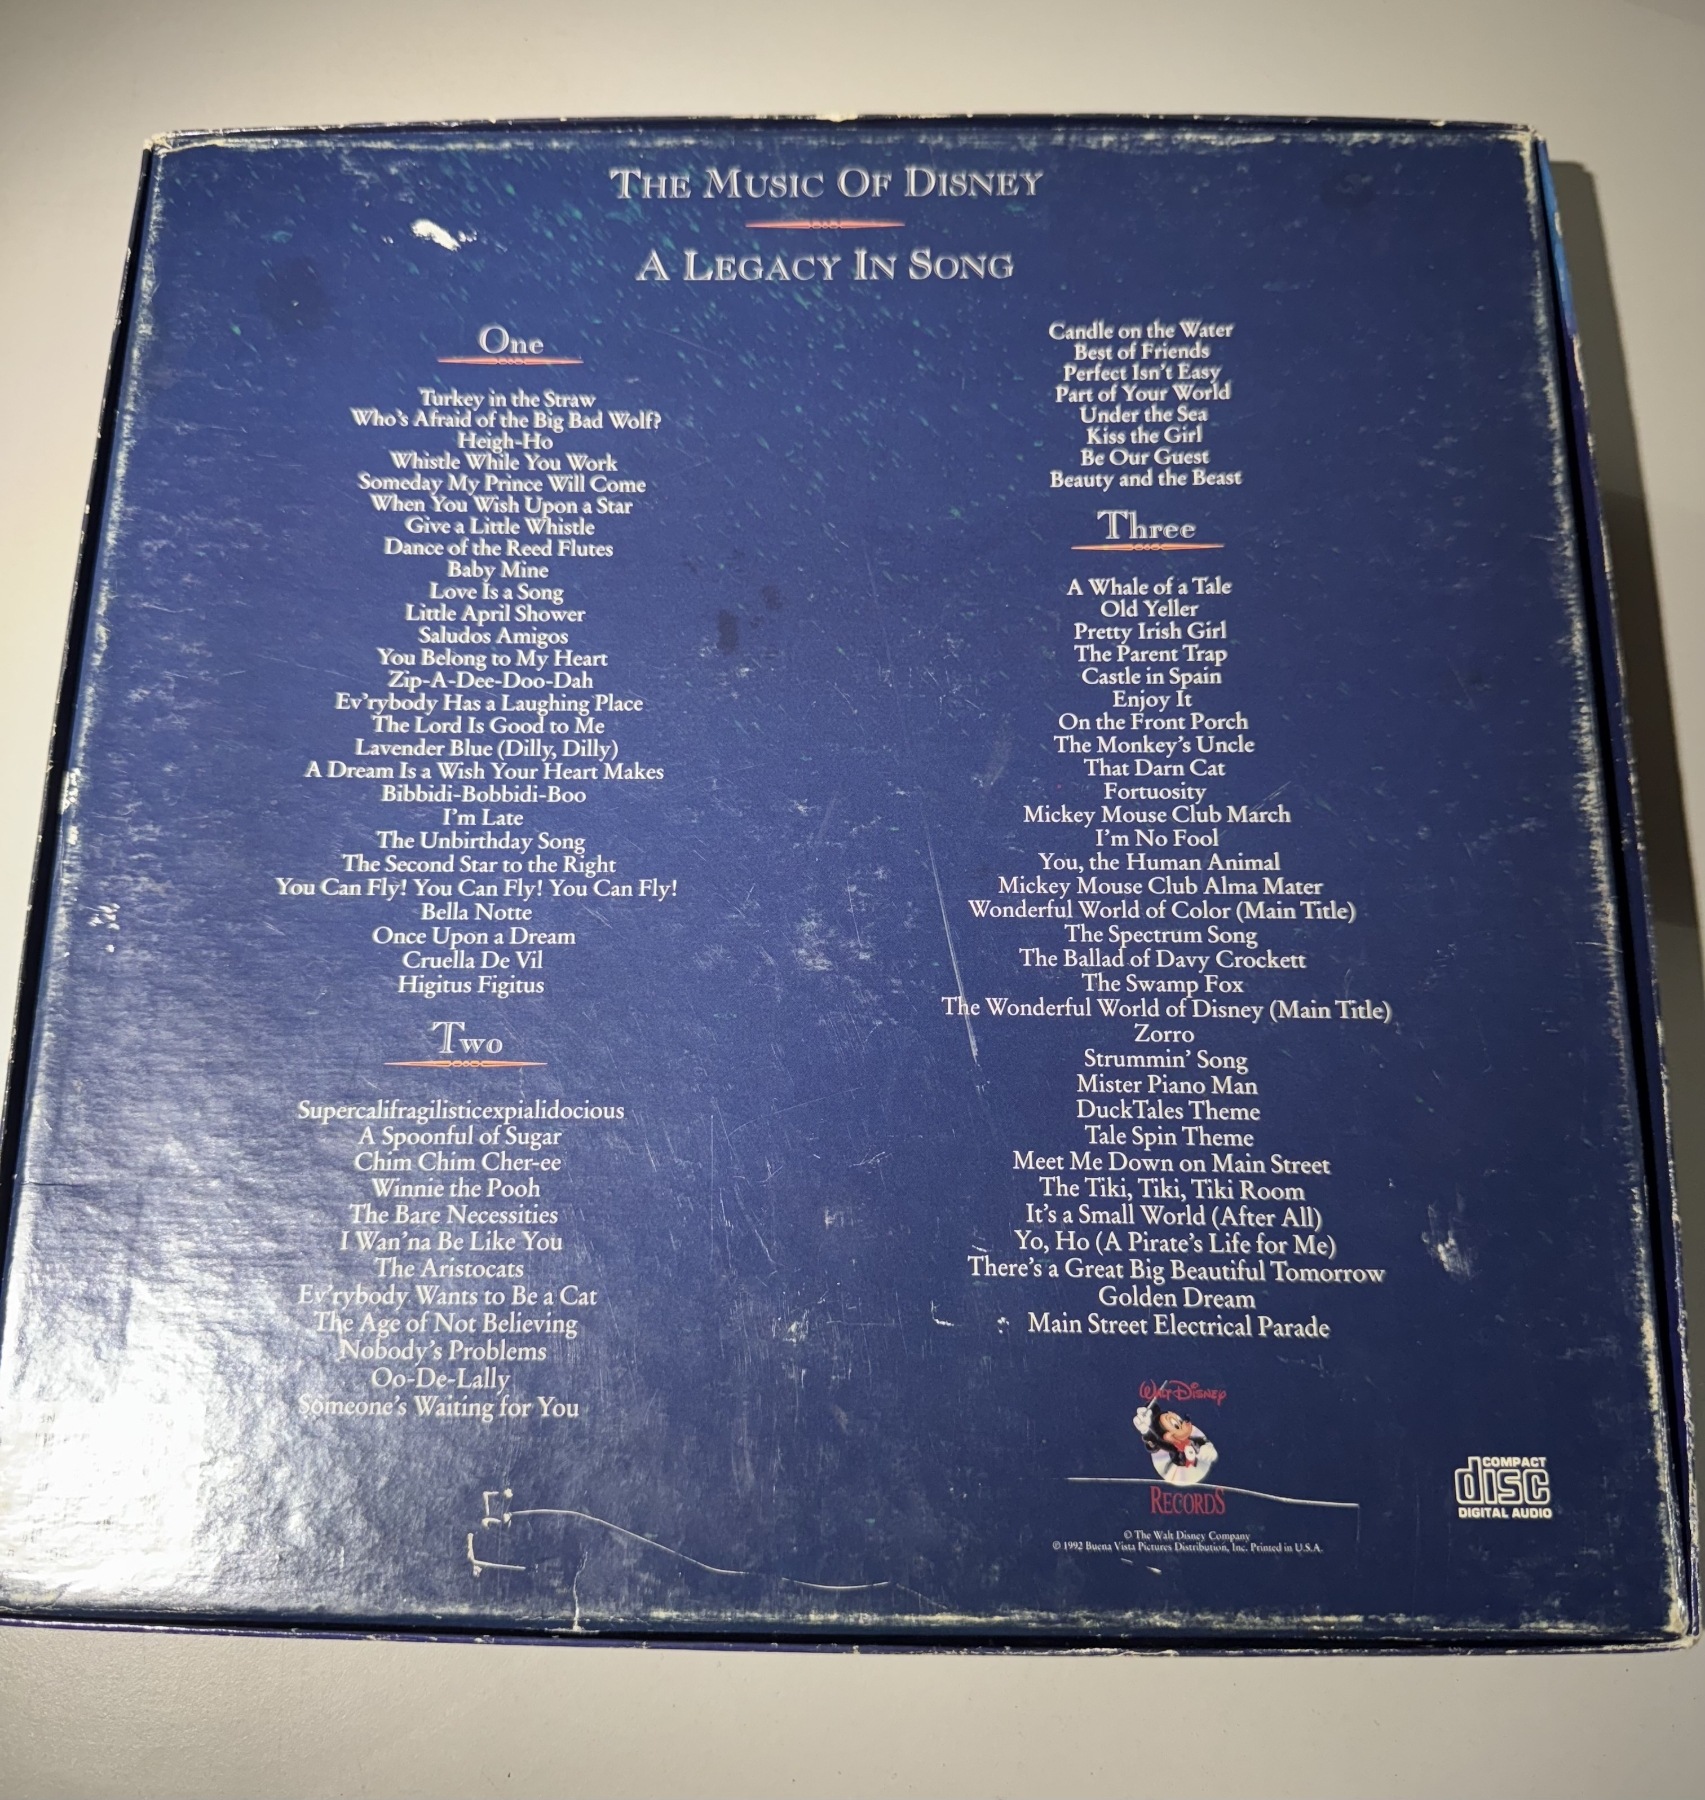 THE MUSIC OF DISNEY
A LEGACY IN SONG
One
Turkey in the Straw
Who's Afraid of the Big Bad Wolf?
Heigh-Ho
Whistle While You Work
Someday My Prince Will Come
When You Wish Upon a Star
Give a Little Whistle
Dance of the Reed Flutes
Baby Mine
Love Is a Song
Little April Shower
Saludos Amigos
You Belong to My Heart
Zip-A-Dee-Doo-Dah
Ev'rybody Has a Laughing Place
The Lord Is Good to Me
Lavender Blue (Dilly, Dilly)
A Dream Is a Wish Your Heart Makes
Bibbidi-Bobbidi-Boo
I'm Late
The Unbirthday Song
The Second Star to the Right
You Can Fly! You Can Fly! You Can Fly!
Bella Notte
Once Upon a Dream
Cruella De Vil
Higitus Figitus
Two
Supercalifragilisticexpialidocious
A Spoonful of Sugar
Chim Chim Cher-ee
Winnie the Pooh
The Bare Necessities
I Wan'na Be Like You
The Aristocats
Ev'rybody Wants to Be a Cat
The Age of Not Believing
Nobody's Problems
Oo-De-Lally
Someone's Waiting for You
Candle on the Water
Best of Friends
Perfect Isn't Easy
Part of Your World
Under the Sea
Kiss the Girl
Be Our Guest
Beauty and the Beast
Three
A Whale of a Tale
Old Yeller
Pretty Irish Girl
The Parent Trap
Castle in Spain
Enjoy It
On the Front Porch
The Monkey's Uncle
That Darn Cat
Fortuosity
Mickey Mouse Club March
I'm No Fool
You, the Human Animal
Mickey Mouse Club Alma Mater
Wonderful World of Color (Main Title)
The Spectrum Song
The Ballad of Davy Crockett
The Swamp Fox
The Wonderful World of Disney (Main Title)
Zorro
Strummin' Song
Mister Piano Man
DuckTales Theme
Tale Spin Theme
Meet Me Down on Main Street
The Tiki, Tiki, Tiki Room
It's a Small World (After All)
Yo, Ho (A Pirate's Life for Me)
There's a Great Big Beautiful Tomorrow
Golden Dream
Main Street Electrical Parade
WALT DISNEY
RECORDS
© The Walt Disney Company
℗ 1992 Buena Vista Pictures Distribution, Inc. Printed in U.S.A.
COMPACT
disc
DIGITAL AUDIO